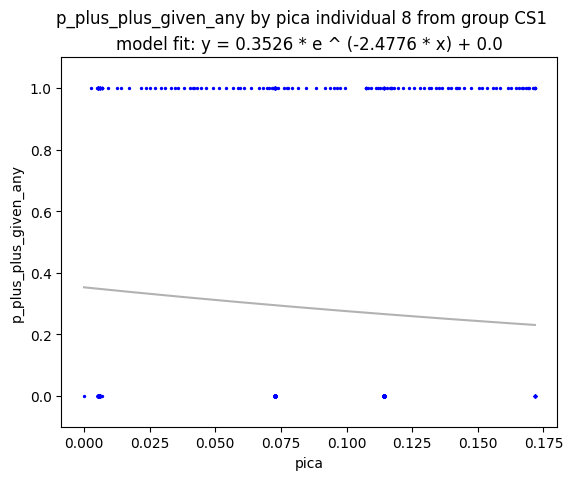 p_plus_plus_given_any by pica individual 8 from group CS1
model fit: y = 0.3526 * e ^ (-2.4776 * x) + 0.0
1.0
0.8
0.6
0.4
0.2
0.0
p_plus_plus_given_any
0.000 0.025 0.050 0.075 0.100 0.125 0.150 0.175
pica